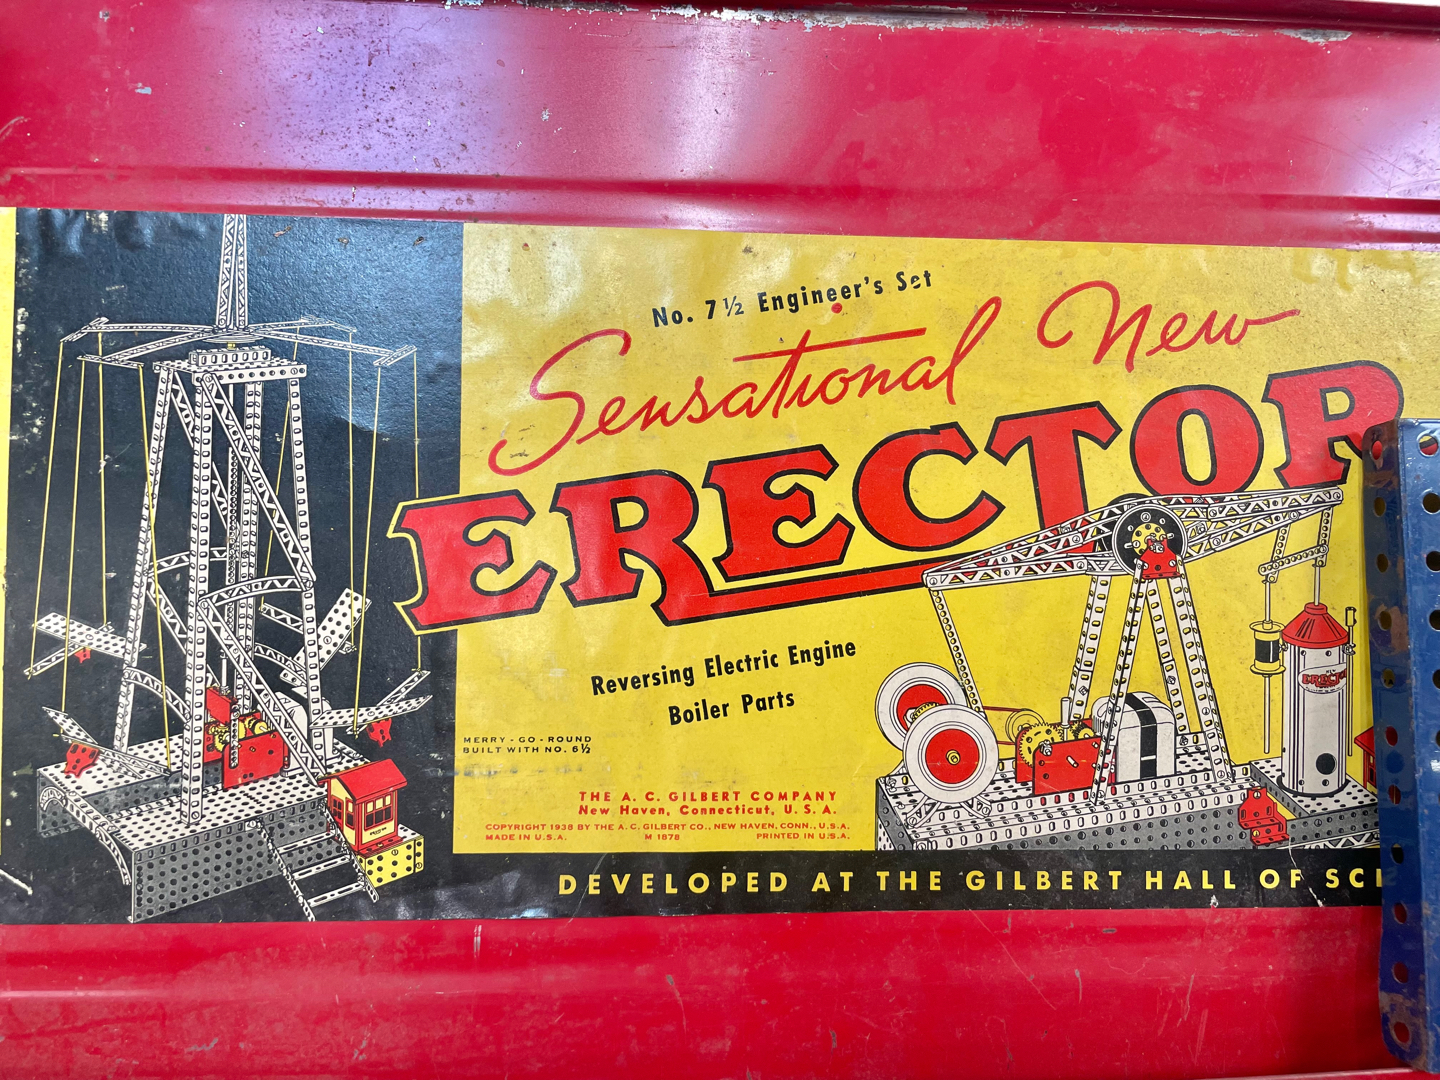 No. 7½ Engineer's Set
Sensational New
ERECTOR
Reversing Electric Engine
Boiler Parts
MERRY-GO-ROUND
BUILT WITH NO. 6½
THE A. C. GILBERT COMPANY
New Haven, Connecticut, U. S. A.
COPYRIGHT 1938 BY THE A. C. GILBERT CO., NEW HAVEN, CONN., U.S.A.
MADE IN U.S.A. M 1878 PRINTED IN U.S.A.
ERECTOR
DEVELOPED AT THE GILBERT HALL OF SCI